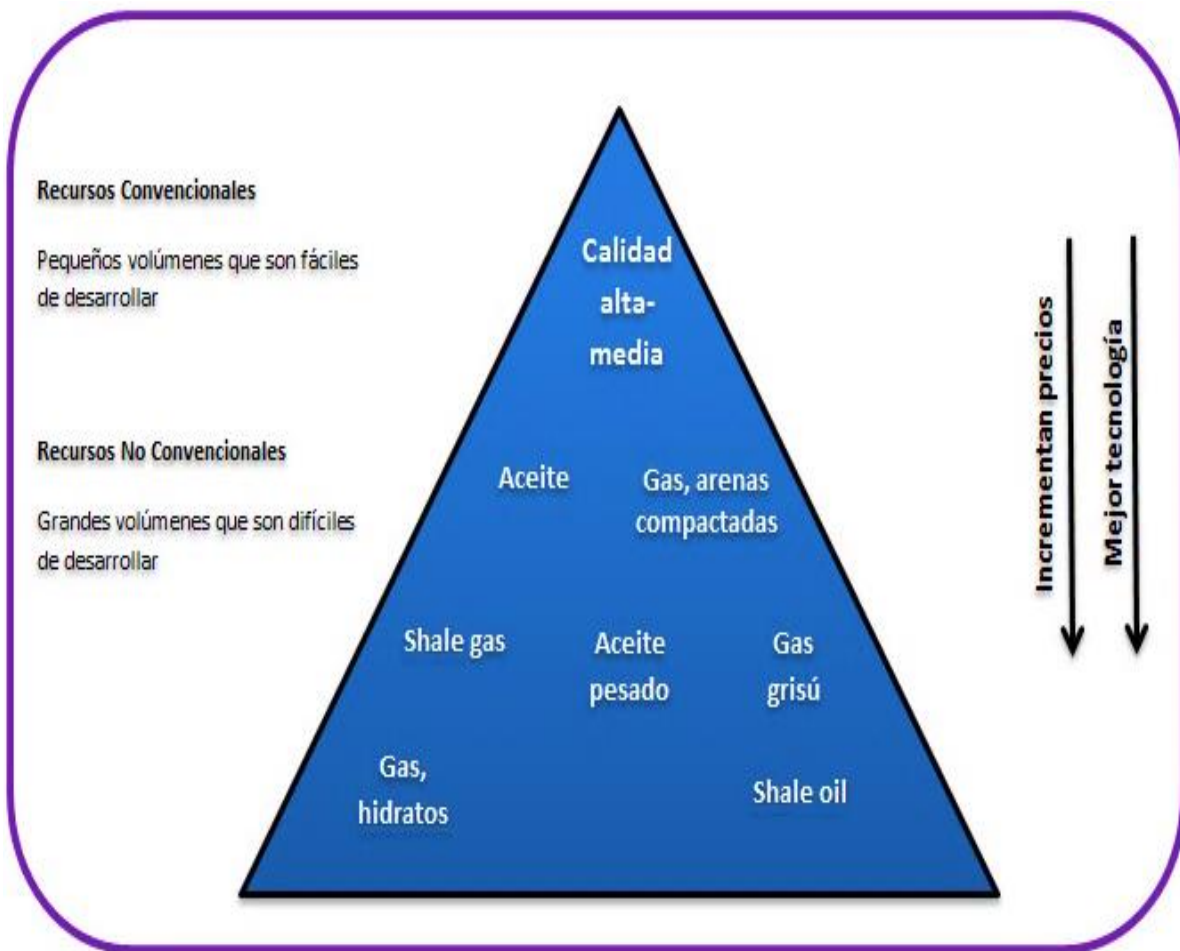 Recursos Convencionales
Pequeños volúmenes que son fáciles
de desarrollar
Recursos No Convencionales
Grandes volúmenes que son difíciles
de desarrollar
Calidad
alta-
media
Aceite
Gas, arenas
compactadas
Shale gas
Aceite
pesado
Gas
grisú
Gas,
hidratos
Shale oil
Incrementan precios
Mejor tecnología